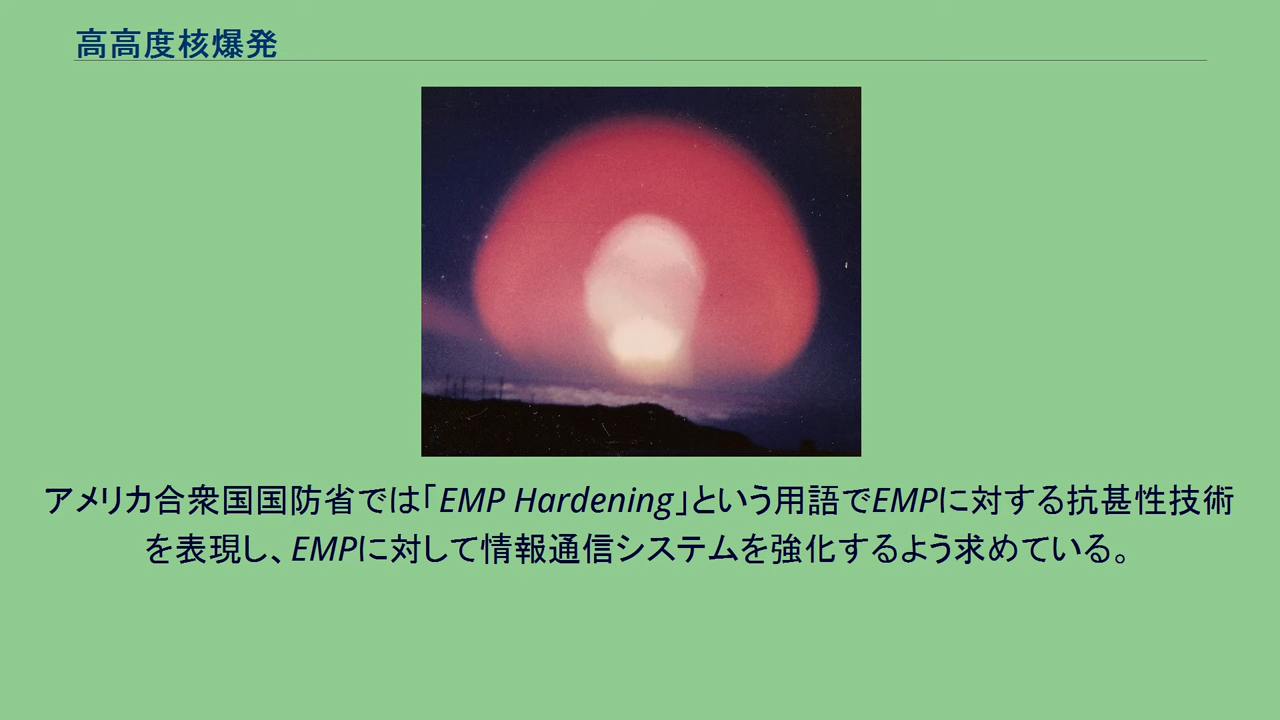 高高度核爆発
アメリカ合衆国国防省では「EMP Hardening」という用語でEMPに対する抗甚性技術
を表現し、EMPに対して情報通信システムを強化するよう求めている。